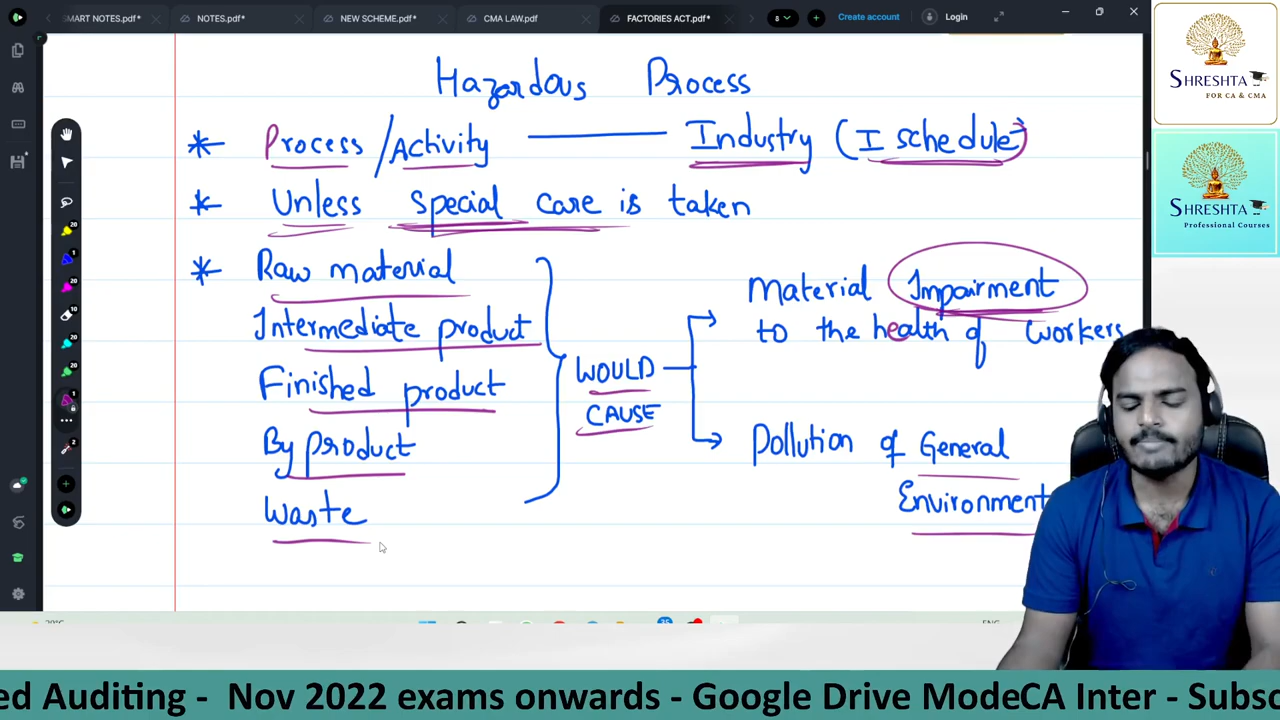 SMART NOTES.pdf*
NOTES.pdf*
NEW SCHEME.pdf*
CMA LAW.pdf
FACTORIES ACT.pdf*
8
Create account
Login
SHRESHTA
FOR CA & CMA
SHRESHTA
Professional Courses
Hazardous Process
* Process / Activity — Industry (I schedule)
* Unless special care is taken
* Raw material
Intermediate product
Finished product
By product
Waste
WOULD
CAUSE
Material Impairment
to the health of workers
Pollution of General
Environment
ed Auditing - Nov 2022 exams onwards - Google Drive ModeCA Inter - Subsc